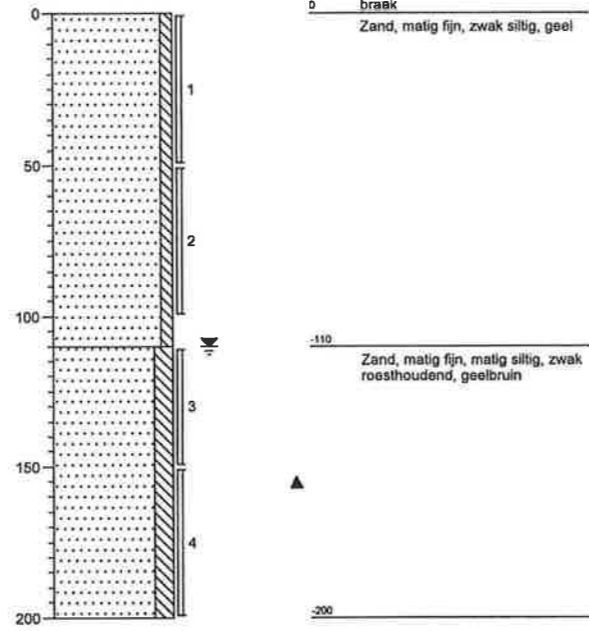 0
0 braak
Zand, matig fijn, zwak siltig, geel
1
50
2
100
-110
Zand, matig fijn, matig siltig, zwak
roesthoudend, geelbruin
3
150
4
200
-200